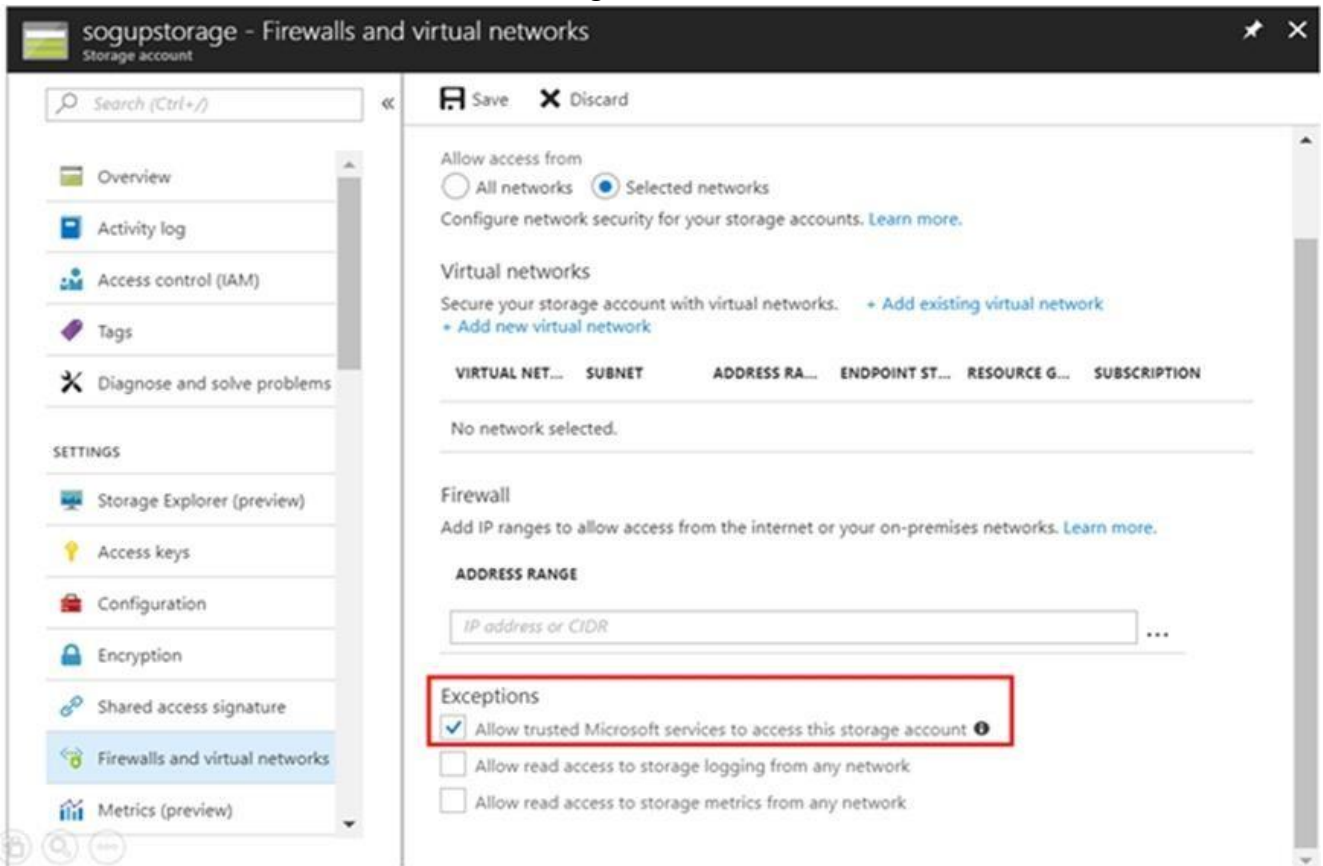 sogupstorage - Firewalls and virtual networks
Storage account
Search (Ctrl+/)
«
Overview
Activity log
Access control (IAM)
Tags
Diagnose and solve problems
SETTINGS
Storage Explorer (preview)
Access keys
Configuration
Encryption
Shared access signature
Firewalls and virtual networks
Metrics (preview)
Save Discard
Allow access from
All networks Selected networks
Configure network security for your storage accounts. Learn more.
Virtual networks
Secure your storage account with virtual networks. + Add existing virtual network
+ Add new virtual network
VIRTUAL NET... SUBNET ADDRESS RA... ENDPOINT ST... RESOURCE G... SUBSCRIPTION
No network selected.
Firewall
Add IP ranges to allow access from the internet or your on-premises networks. Learn more.
ADDRESS RANGE
IP address or CIDR
...
Exceptions
Allow trusted Microsoft services to access this storage account
Allow read access to storage logging from any network
Allow read access to storage metrics from any network